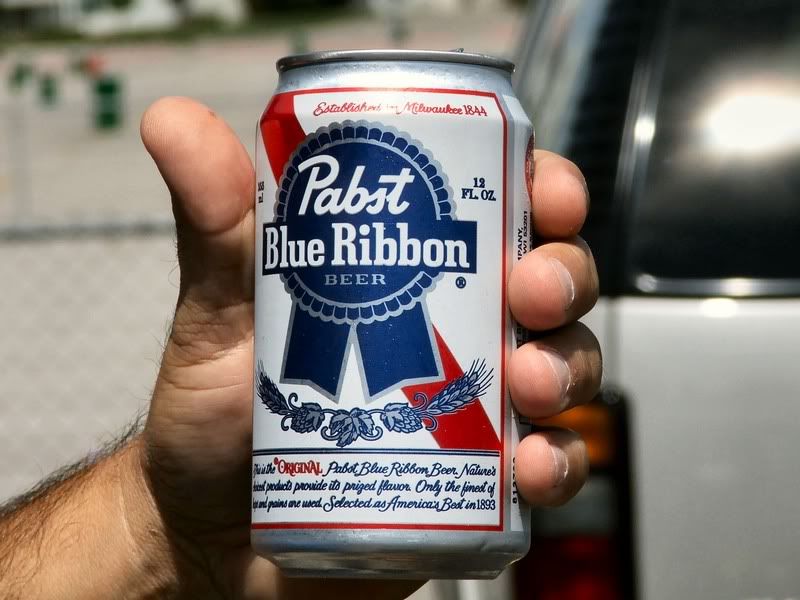 Established in Milwaukee 1844
12
FL. OZ.
Pabst
Blue Ribbon
BEER
®
This is the ORIGINAL Pabst Blue Ribbon Beer. Nature's
products provide its prized flavor. Only the finest of
and grains are used. Selected as America's Best in 1893